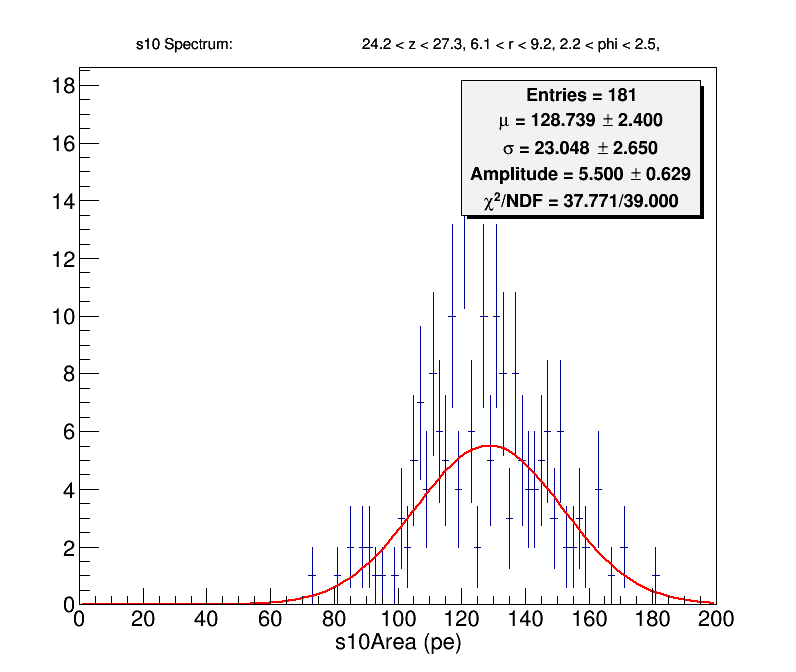 s10 Spectrum: 24.2 < z < 27.3, 6.1 < r < 9.2, 2.2 < phi < 2.5,
Entries = 181
μ = 128.739 ± 2.400
σ = 23.048 ± 2.650
Amplitude = 5.500 ± 0.629
χ²/NDF = 37.771/39.000
18
16
14
12
10
8
6
4
2
0
0 20 40 60 80 100 120 140 160 180 200
s10Area (pe)